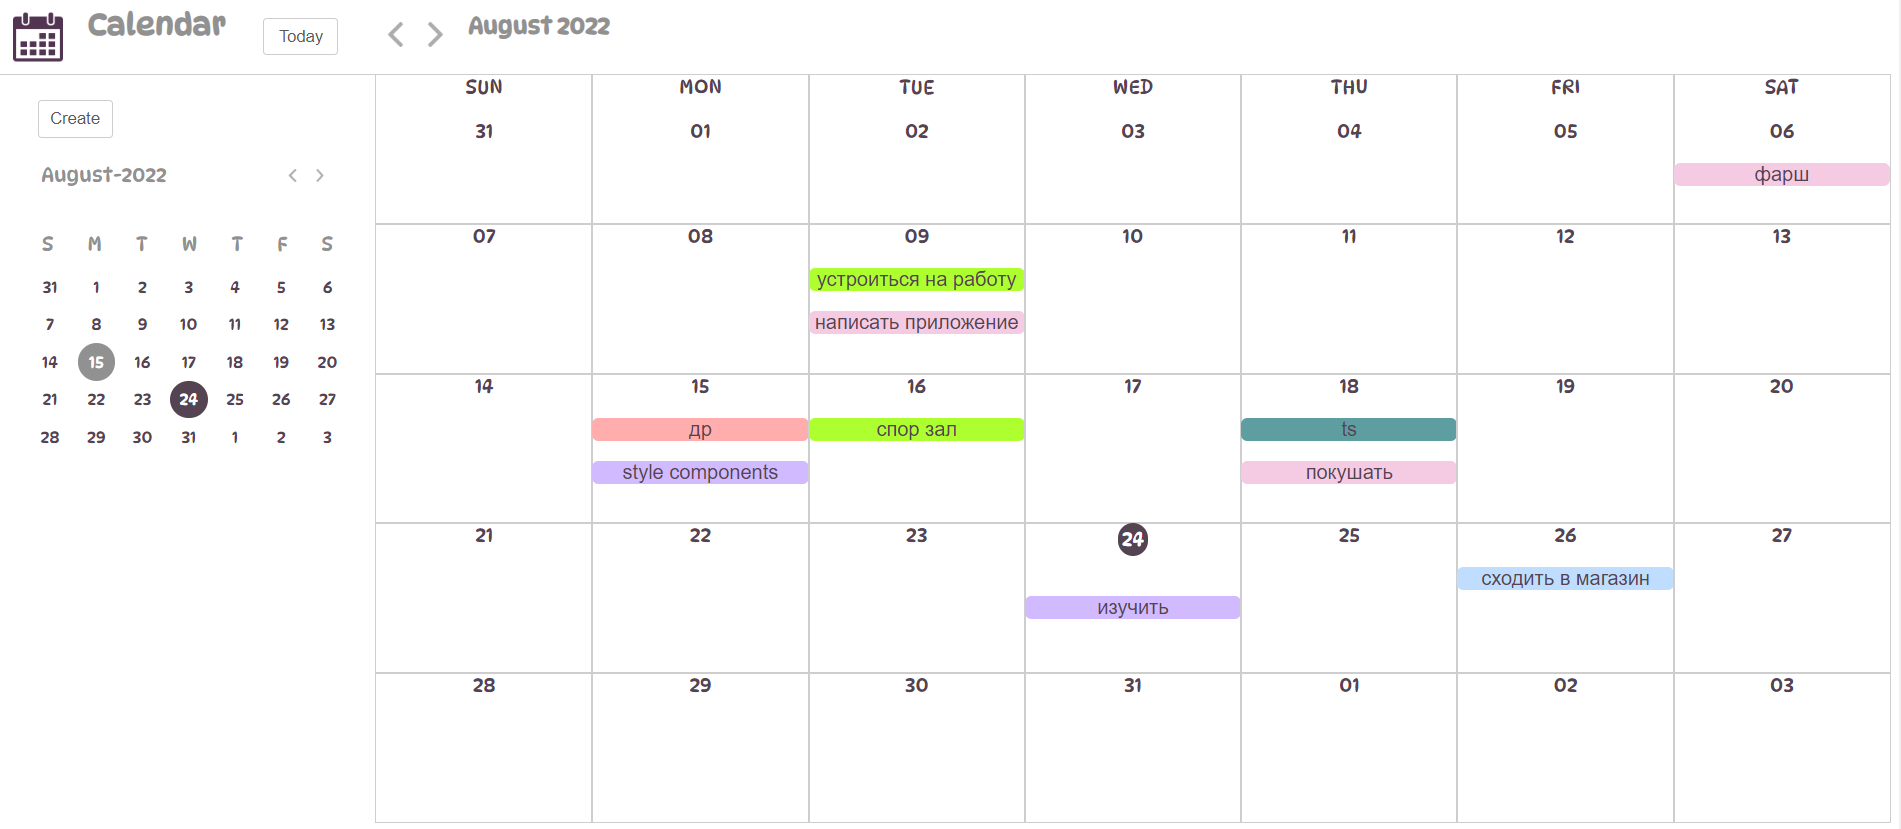 Calendar
Today
August 2022
Create
August-2022
S M T W T F S
31 1 2 3 4 5 6
7 8 9 10 11 12 13
14 15 16 17 18 19 20
21 22 23 24 25 26 27
28 29 30 31 1 2 3
SUN MON TUE WED THU FRI SAT
31 01 02 03 04 05 06
фарш
07 08 09 10 11 12 13
устроиться на работу
написать приложение
14 15 16 17 18 19 20
др спор зал ts
style components покушать
21 22 23 24 25 26 27
сходить в магазин
изучить
28 29 30 31 01 02 03